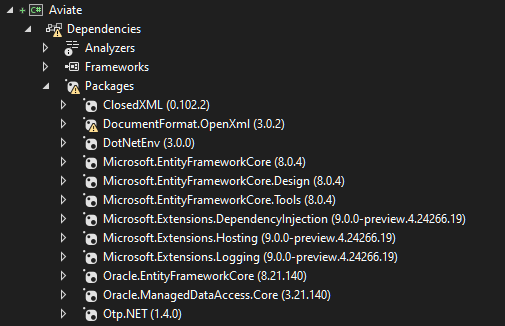 C# Aviate
Dependencies
Analyzers
Frameworks
Packages
ClosedXML (0.102.2)
DocumentFormat.OpenXml (3.0.2)
DotNetEnv (3.0.0)
Microsoft.EntityFrameworkCore (8.0.4)
Microsoft.EntityFrameworkCore.Design (8.0.4)
Microsoft.EntityFrameworkCore.Tools (8.0.4)
Microsoft.Extensions.DependencyInjection (9.0.0-preview.4.24266.19)
Microsoft.Extensions.Hosting (9.0.0-preview.4.24266.19)
Microsoft.Extensions.Logging (9.0.0-preview.4.24266.19)
Oracle.EntityFrameworkCore (8.21.140)
Oracle.ManagedDataAccess.Core (3.21.140)
Otp.NET (1.4.0)